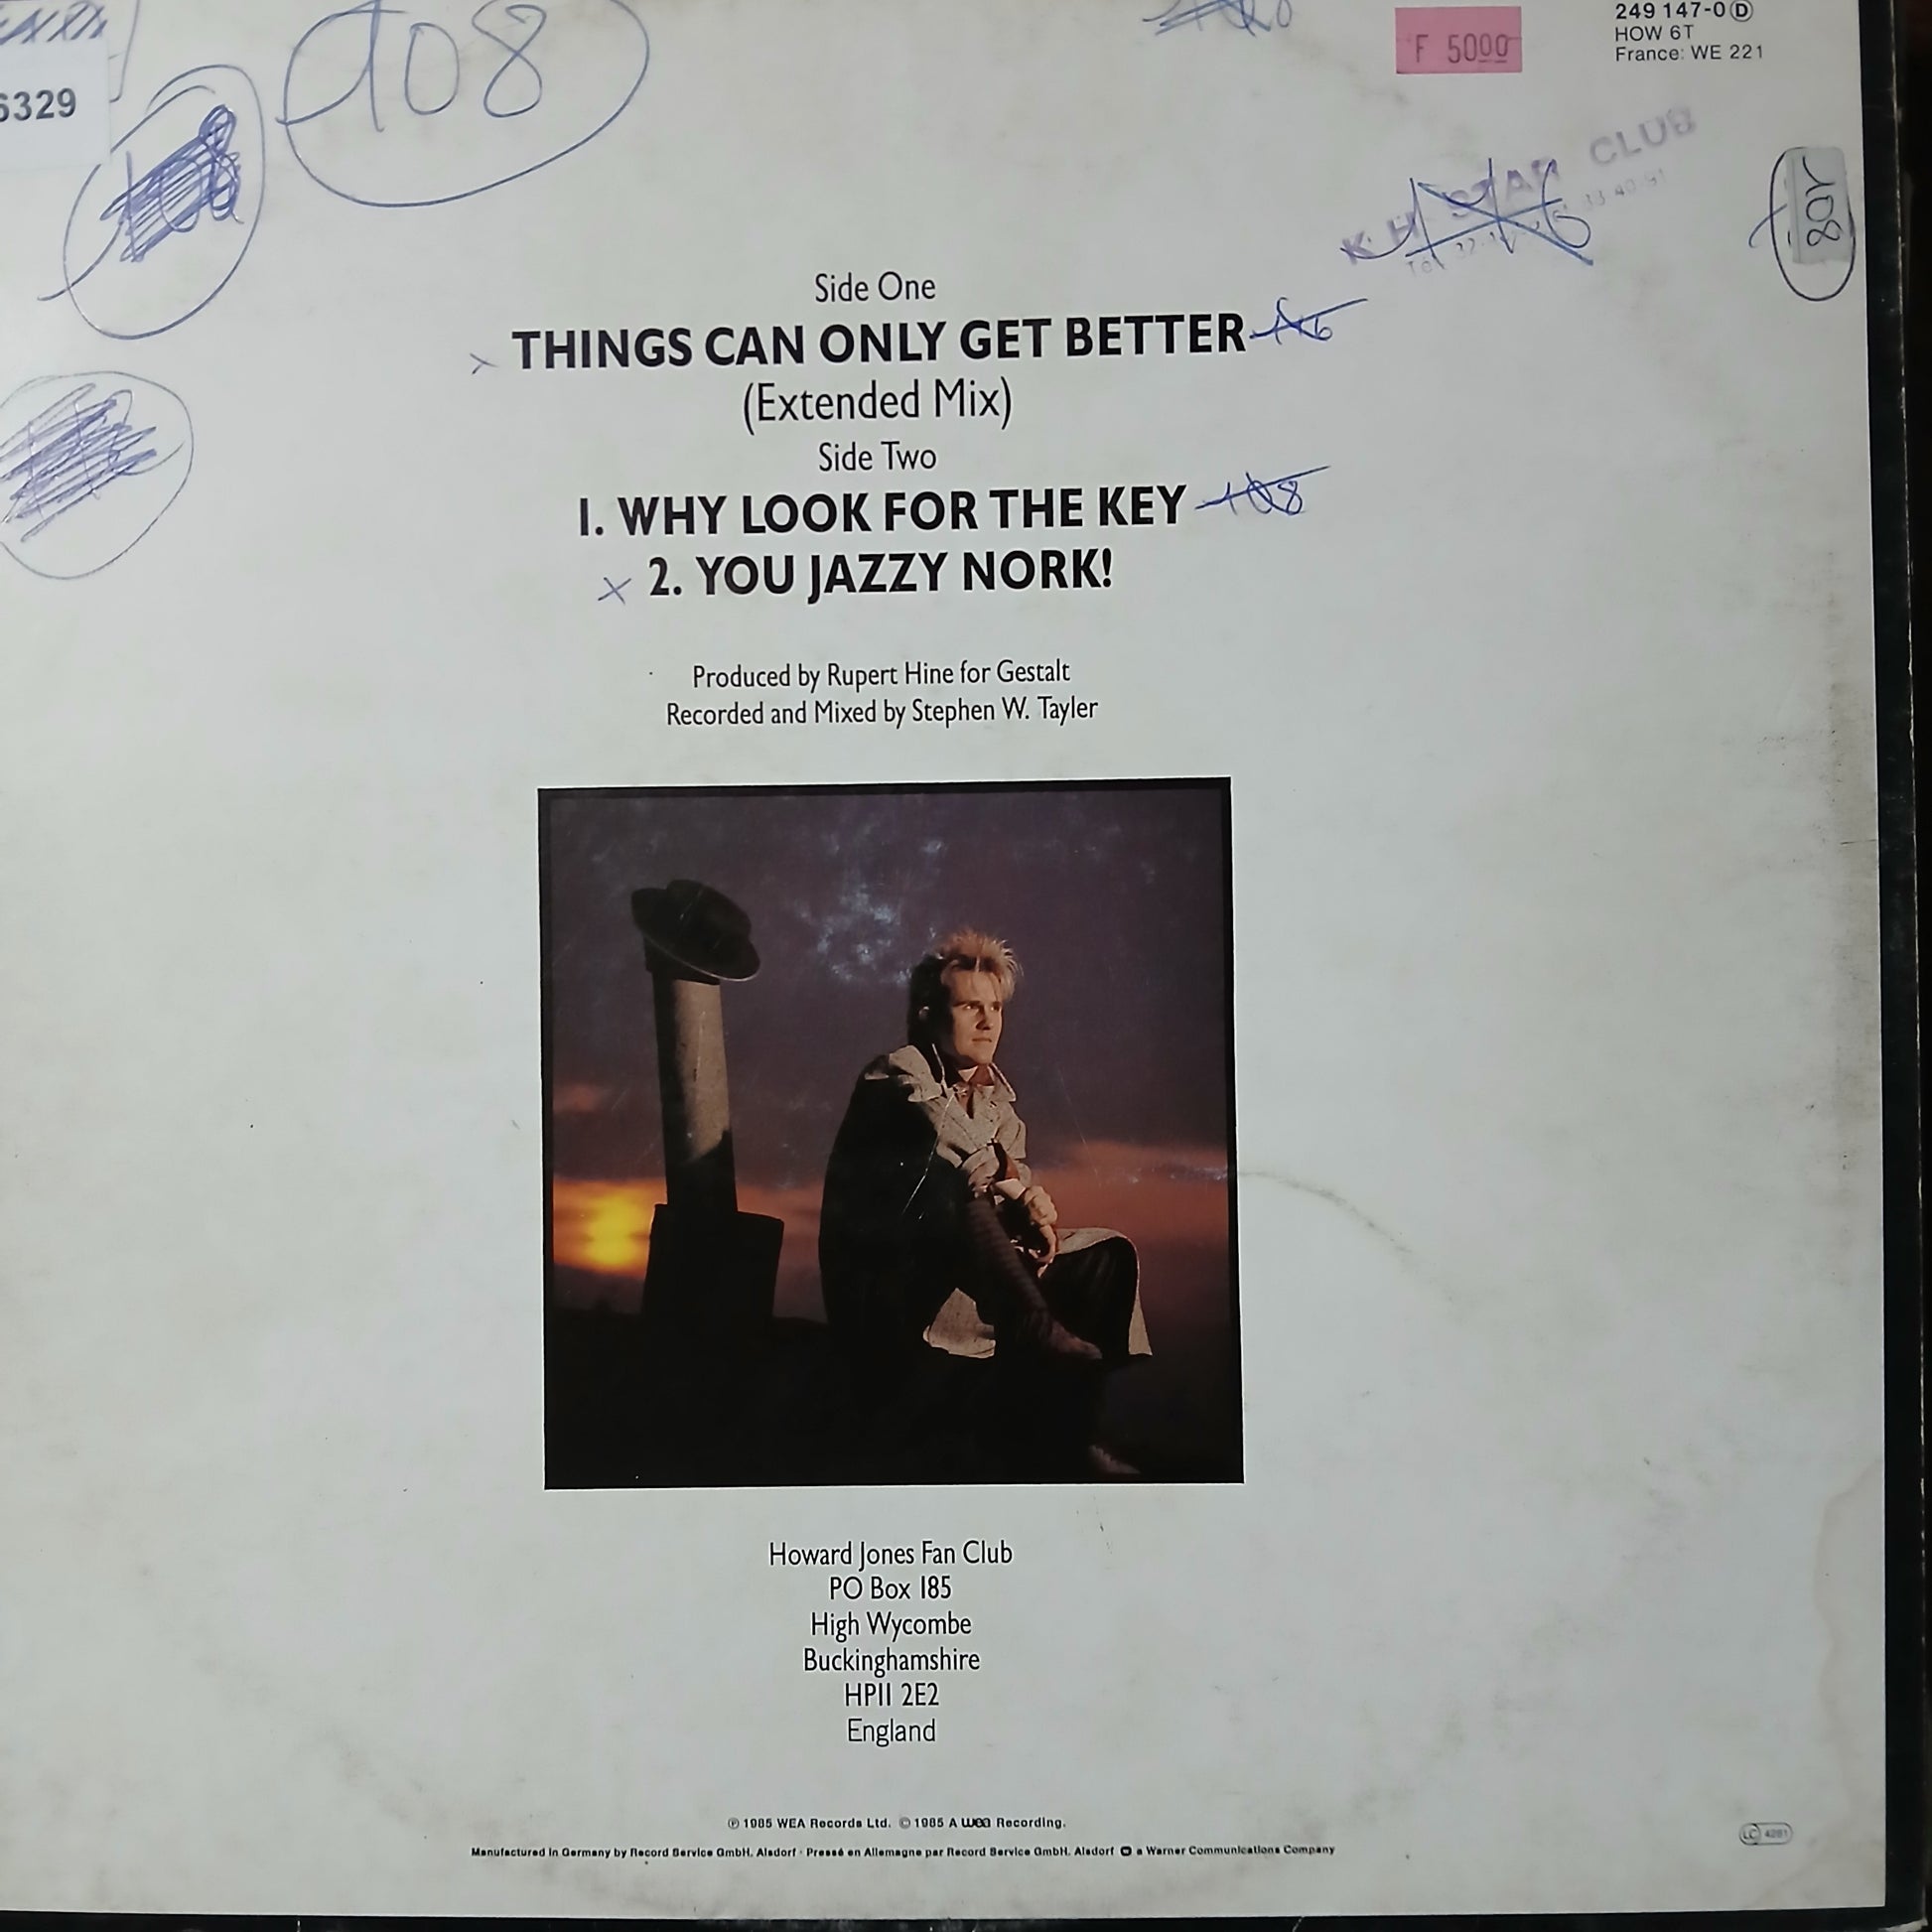 108
249 147-0 D
HOW 6T
France: WE 221
F 5000
6329
K H STAR CLUB
108
Side One
THINGS CAN ONLY GET BETTER
(Extended Mix)
Side Two
1. WHY LOOK FOR THE KEY 108
x 2. YOU JAZZY NORK!
Produced by Rupert Hine for Gestalt
Recorded and Mixed by Stephen W. Tayler
Howard Jones Fan Club
PO Box 185
High Wycombe
Buckinghamshire
HP11 2E2
England
℗ 1985 WEA Records Ltd. © 1985 A wea Recording.
Manufactured in Germany by Record Service GmbH. Alsdorf · Pressé en Allemagne par Record Service GmbH. Alsdorf a Warner Communications Company
LC 4281